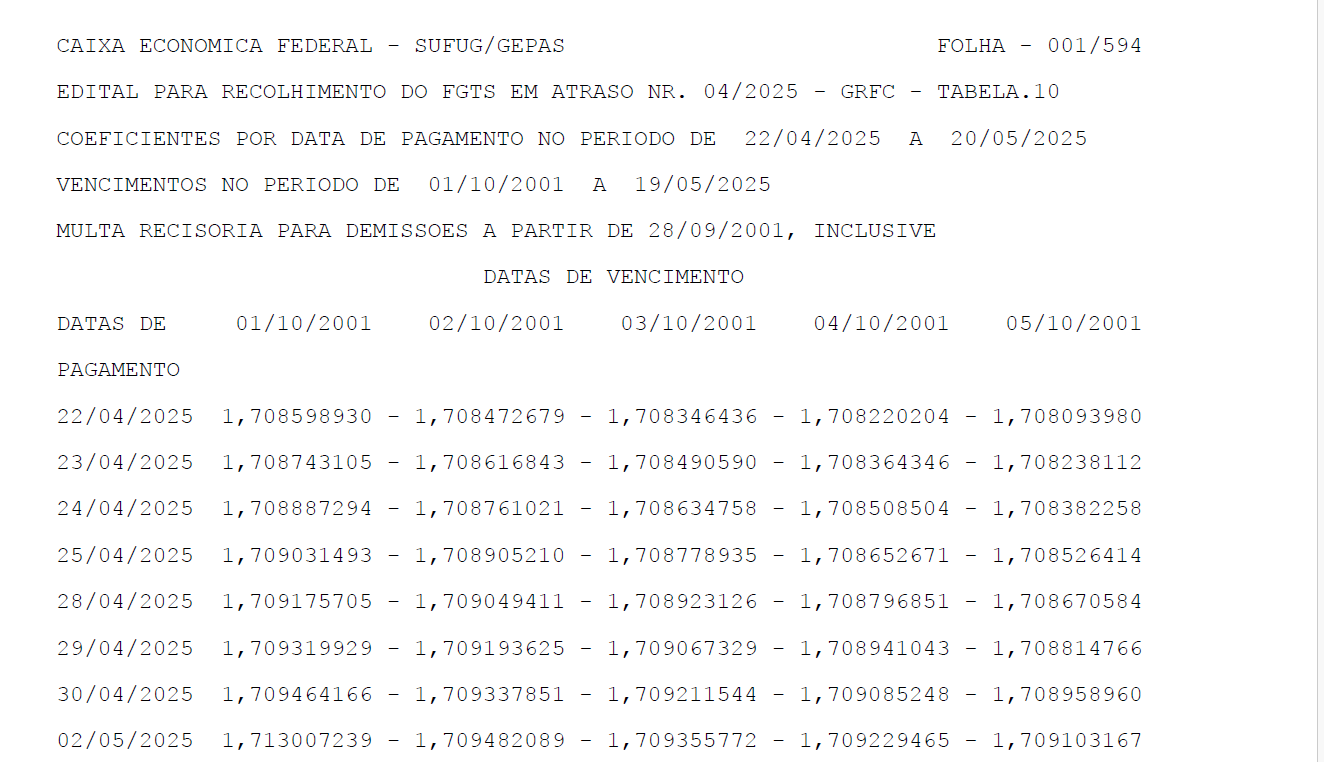 CAIXA ECONOMICA FEDERAL - SUFUG/GEPAS FOLHA - 001/594
EDITAL PARA RECOLHIMENTO DO FGTS EM ATRASO NR. 04/2025 - GRFC - TABELA.10
COEFICIENTES POR DATA DE PAGAMENTO NO PERIODO DE 22/04/2025 A 20/05/2025
VENCIMENTOS NO PERIODO DE 01/10/2001 A 19/05/2025
MULTA RECISORIA PARA DEMISSOES A PARTIR DE 28/09/2001, INCLUSIVE
DATAS DE VENCIMENTO
DATAS DE 01/10/2001 02/10/2001 03/10/2001 04/10/2001 05/10/2001
PAGAMENTO
22/04/2025 1,708598930 - 1,708472679 - 1,708346436 - 1,708220204 - 1,708093980
23/04/2025 1,708743105 - 1,708616843 - 1,708490590 - 1,708364346 - 1,708238112
24/04/2025 1,708887294 - 1,708761021 - 1,708634758 - 1,708508504 - 1,708382258
25/04/2025 1,709031493 - 1,708905210 - 1,708778935 - 1,708652671 - 1,708526414
28/04/2025 1,709175705 - 1,709049411 - 1,708923126 - 1,708796851 - 1,708670584
29/04/2025 1,709319929 - 1,709193625 - 1,709067329 - 1,708941043 - 1,708814766
30/04/2025 1,709464166 - 1,709337851 - 1,709211544 - 1,709085248 - 1,708958960
02/05/2025 1,713007239 - 1,709482089 - 1,709355772 - 1,709229465 - 1,709103167